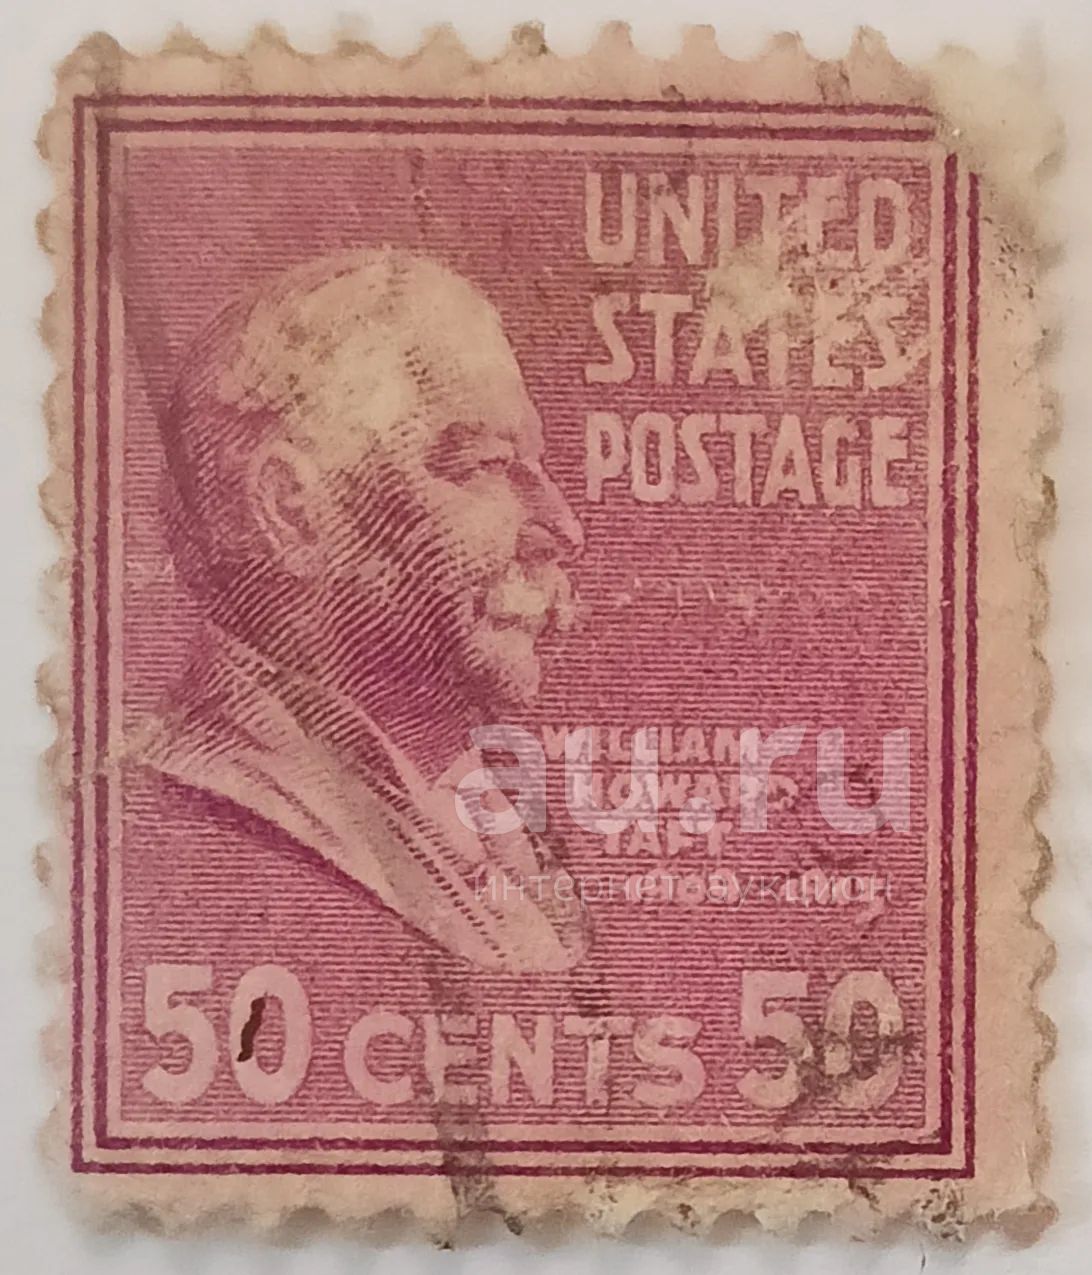 UNITED
STATES
POSTAGE
WILLIAM
HOWARD
TAFT
au.ru
интернет-аукцион
50 CENTS 50